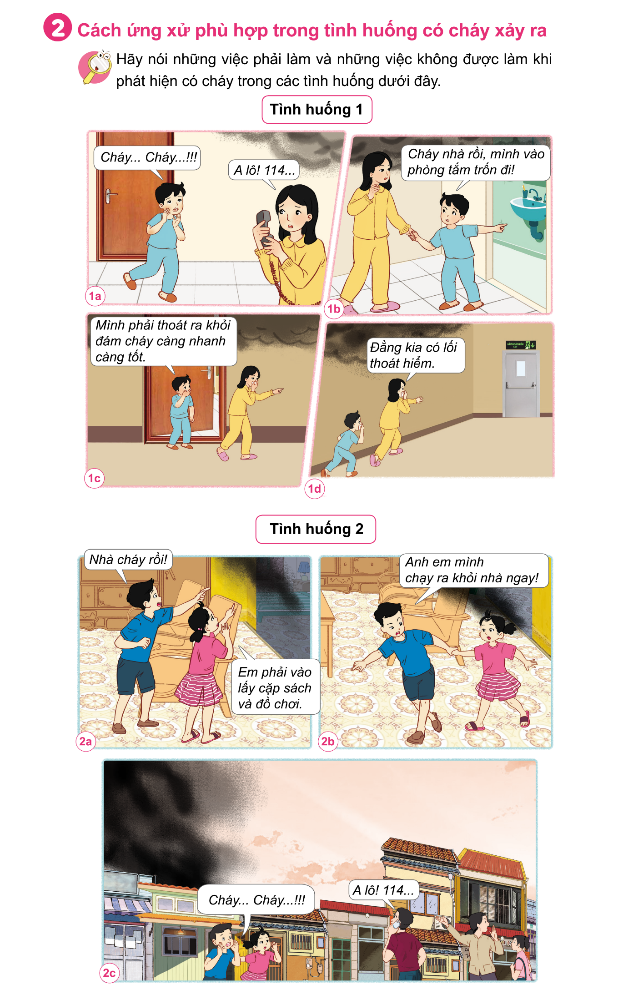 2 Cách ứng xử phù hợp trong tình huống có cháy xảy ra
Hãy nói những việc phải làm và những việc không được làm khi
phát hiện có cháy trong các tình huống dưới đây.
Tình huống 1
Cháy... Cháy...!!!
A lô! 114...
1a
Cháy nhà rồi, mình vào
phòng tắm trốn đi!
1b
Mình phải thoát ra khỏi
đám cháy càng nhanh
càng tốt.
1c
Đằng kia có lối
thoát hiểm.
LỐI THOÁT HIỂM
EXIT
1d
Tình huống 2
Nhà cháy rồi!
Em phải vào
lấy cặp sách
và đồ chơi.
2a
Anh em mình
chạy ra khỏi nhà ngay!
2b
Cháy... Cháy...!!!
A lô! 114...
2c